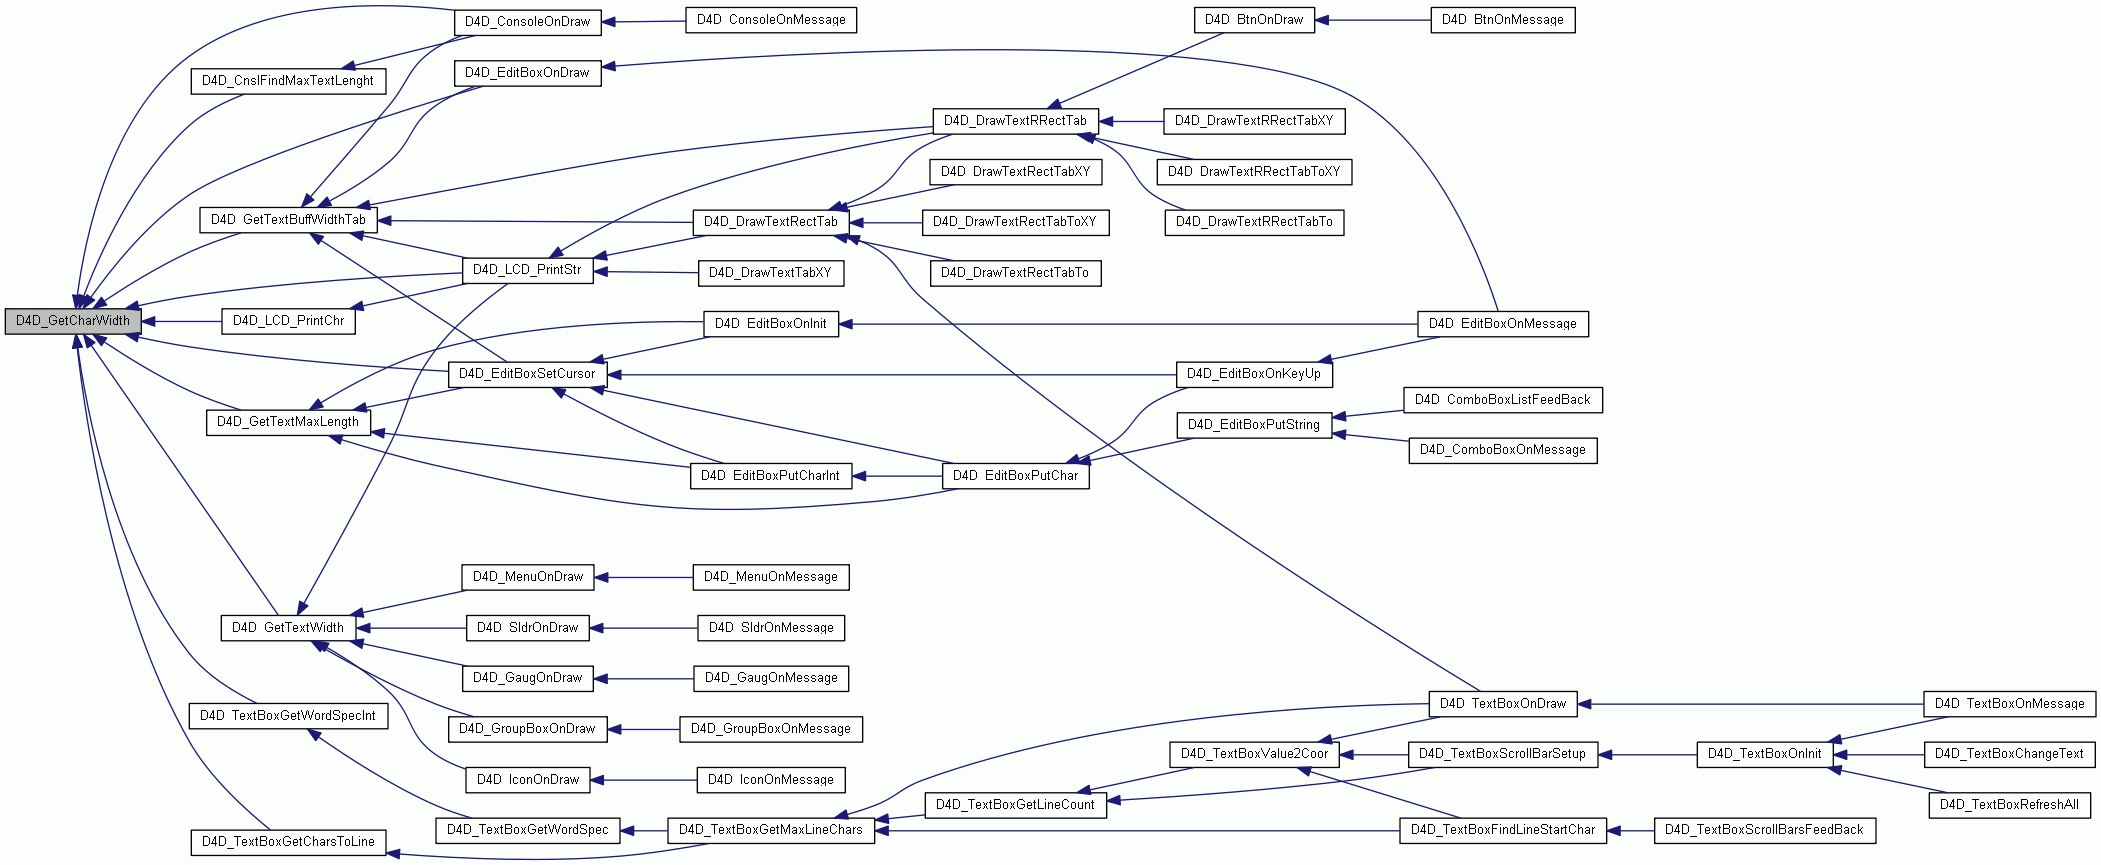 D4D_GetCharWidth
D4D_CnslFindMaxTextLenght
D4D_GetTextBuffWidthTab
D4D_LCD_PrintChr
D4D_GetTextMaxLength
D4D_GetTextWidth
D4D_TextBoxGetWordSpecInt
D4D_TextBoxGetCharsToLine
D4D_ConsoleOnDraw
D4D_EditBoxOnDraw
D4D_LCD_PrintStr
D4D_EditBoxSetCursor
D4D_MenuOnDraw
D4D_SldrOnDraw
D4D_GaugOnDraw
D4D_GroupBoxOnDraw
D4D_IconOnDraw
D4D_TextBoxGetWordSpec
D4D_ConsoleOnMessage
D4D_DrawTextRectTab
D4D_DrawTextTabXY
D4D_EditBoxOnInit
D4D_EditBoxPutCharInt
D4D_MenuOnMessage
D4D_SldrOnMessage
D4D_GaugOnMessage
D4D_GroupBoxOnMessage
D4D_IconOnMessage
D4D_TextBoxGetMaxLineChars
D4D_DrawTextRRectTab
D4D_DrawTextRectTabXY
D4D_DrawTextRectTabToXY
D4D_DrawTextRectTabTo
D4D_EditBoxPutChar
D4D_TextBoxGetLineCount
D4D_BtnOnDraw
D4D_DrawTextRRectTabXY
D4D_DrawTextRRectTabToXY
D4D_DrawTextRRectTabTo
D4D_EditBoxOnKeyUp
D4D_EditBoxPutString
D4D_TextBoxValue2Coor
D4D_BtnOnMessage
D4D_EditBoxOnMessage
D4D_ComboBoxListFeedBack
D4D_ComboBoxOnMessage
D4D_TextBoxOnDraw
D4D_TextBoxScrollBarSetup
D4D_TextBoxFindLineStartChar
D4D_TextBoxOnInit
D4D_TextBoxScrollBarsFeedBack
D4D_TextBoxOnMessage
D4D_TextBoxChangeText
D4D_TextBoxRefreshAll